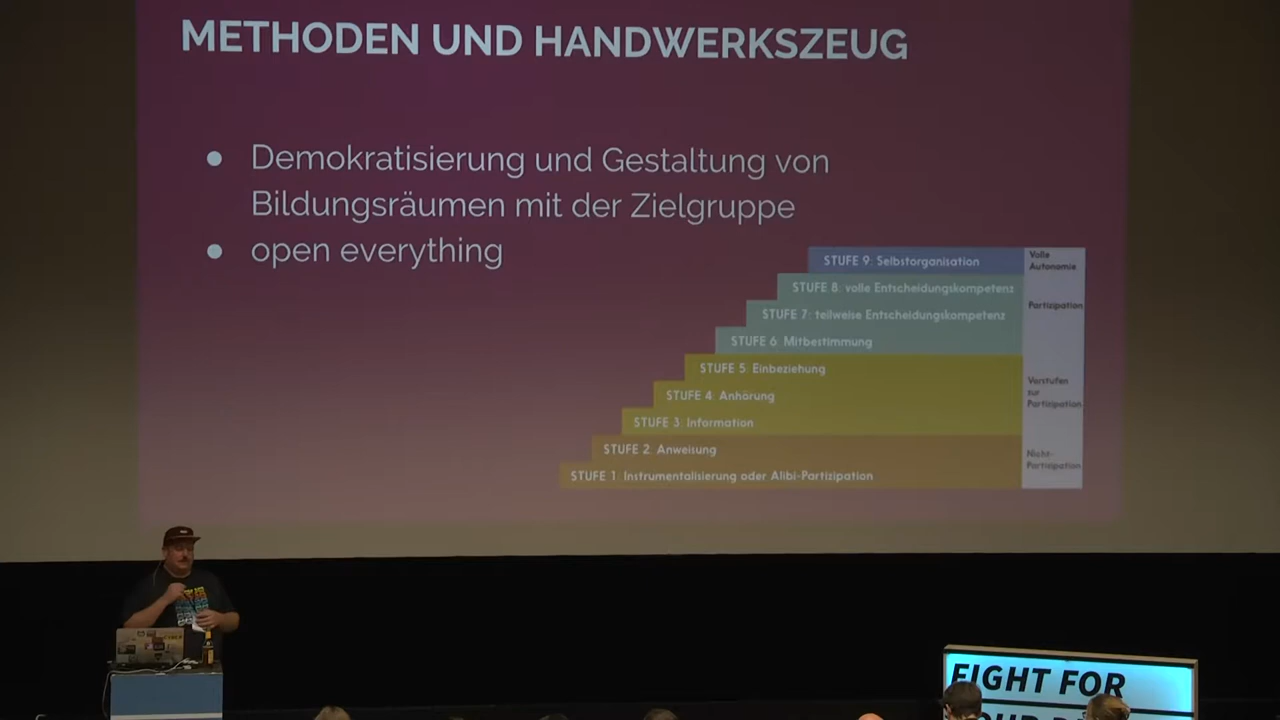 METHODEN UND HANDWERKSZEUG
Demokratisierung und Gestaltung von
Bildungsräumen mit der Zielgruppe
open everything
STUFE 9: Selbstorganisation
STUFE 8: volle Entscheidungskompetenz
STUFE 7: teilweise Entscheidungskompetenz
STUFE 6: Mitbestimmung
STUFE 5: Einbeziehung
STUFE 4: Anhörung
STUFE 3: Information
STUFE 2: Anweisung
STUFE 1: Instrumentalisierung oder Alibi-Partizipation
Volle
Autonomie
Partizipation
Vorstufen
zur
Partizipation
Nicht-
Partizipation
FIGHT FOR